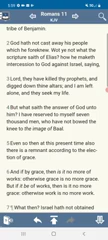 Romans 11
KJV
tribe of Benjamin.
2 God hath not cast away his people
which he foreknew. Wot ye not what the
scripture saith of Elias? how he maketh
intercession to God against Israel, saying,
3 Lord, they have killed thy prophets, and
digged down thine altars; and I am left
alone, and they seek my life.
4 But what saith the answer of God unto
him? I have reserved to myself seven
thousand men, who have not bowed the
knee to the image of Baal.
5 Even so then at this present time also
there is a remnant according to the elec-
tion of grace.
6 And if by grace, then is it no more of
works: otherwise grace is no more grace.
But if it be of works, then is it no more
grace: otherwise work is no more work.
7 ¶ What then? Israel hath not obtained